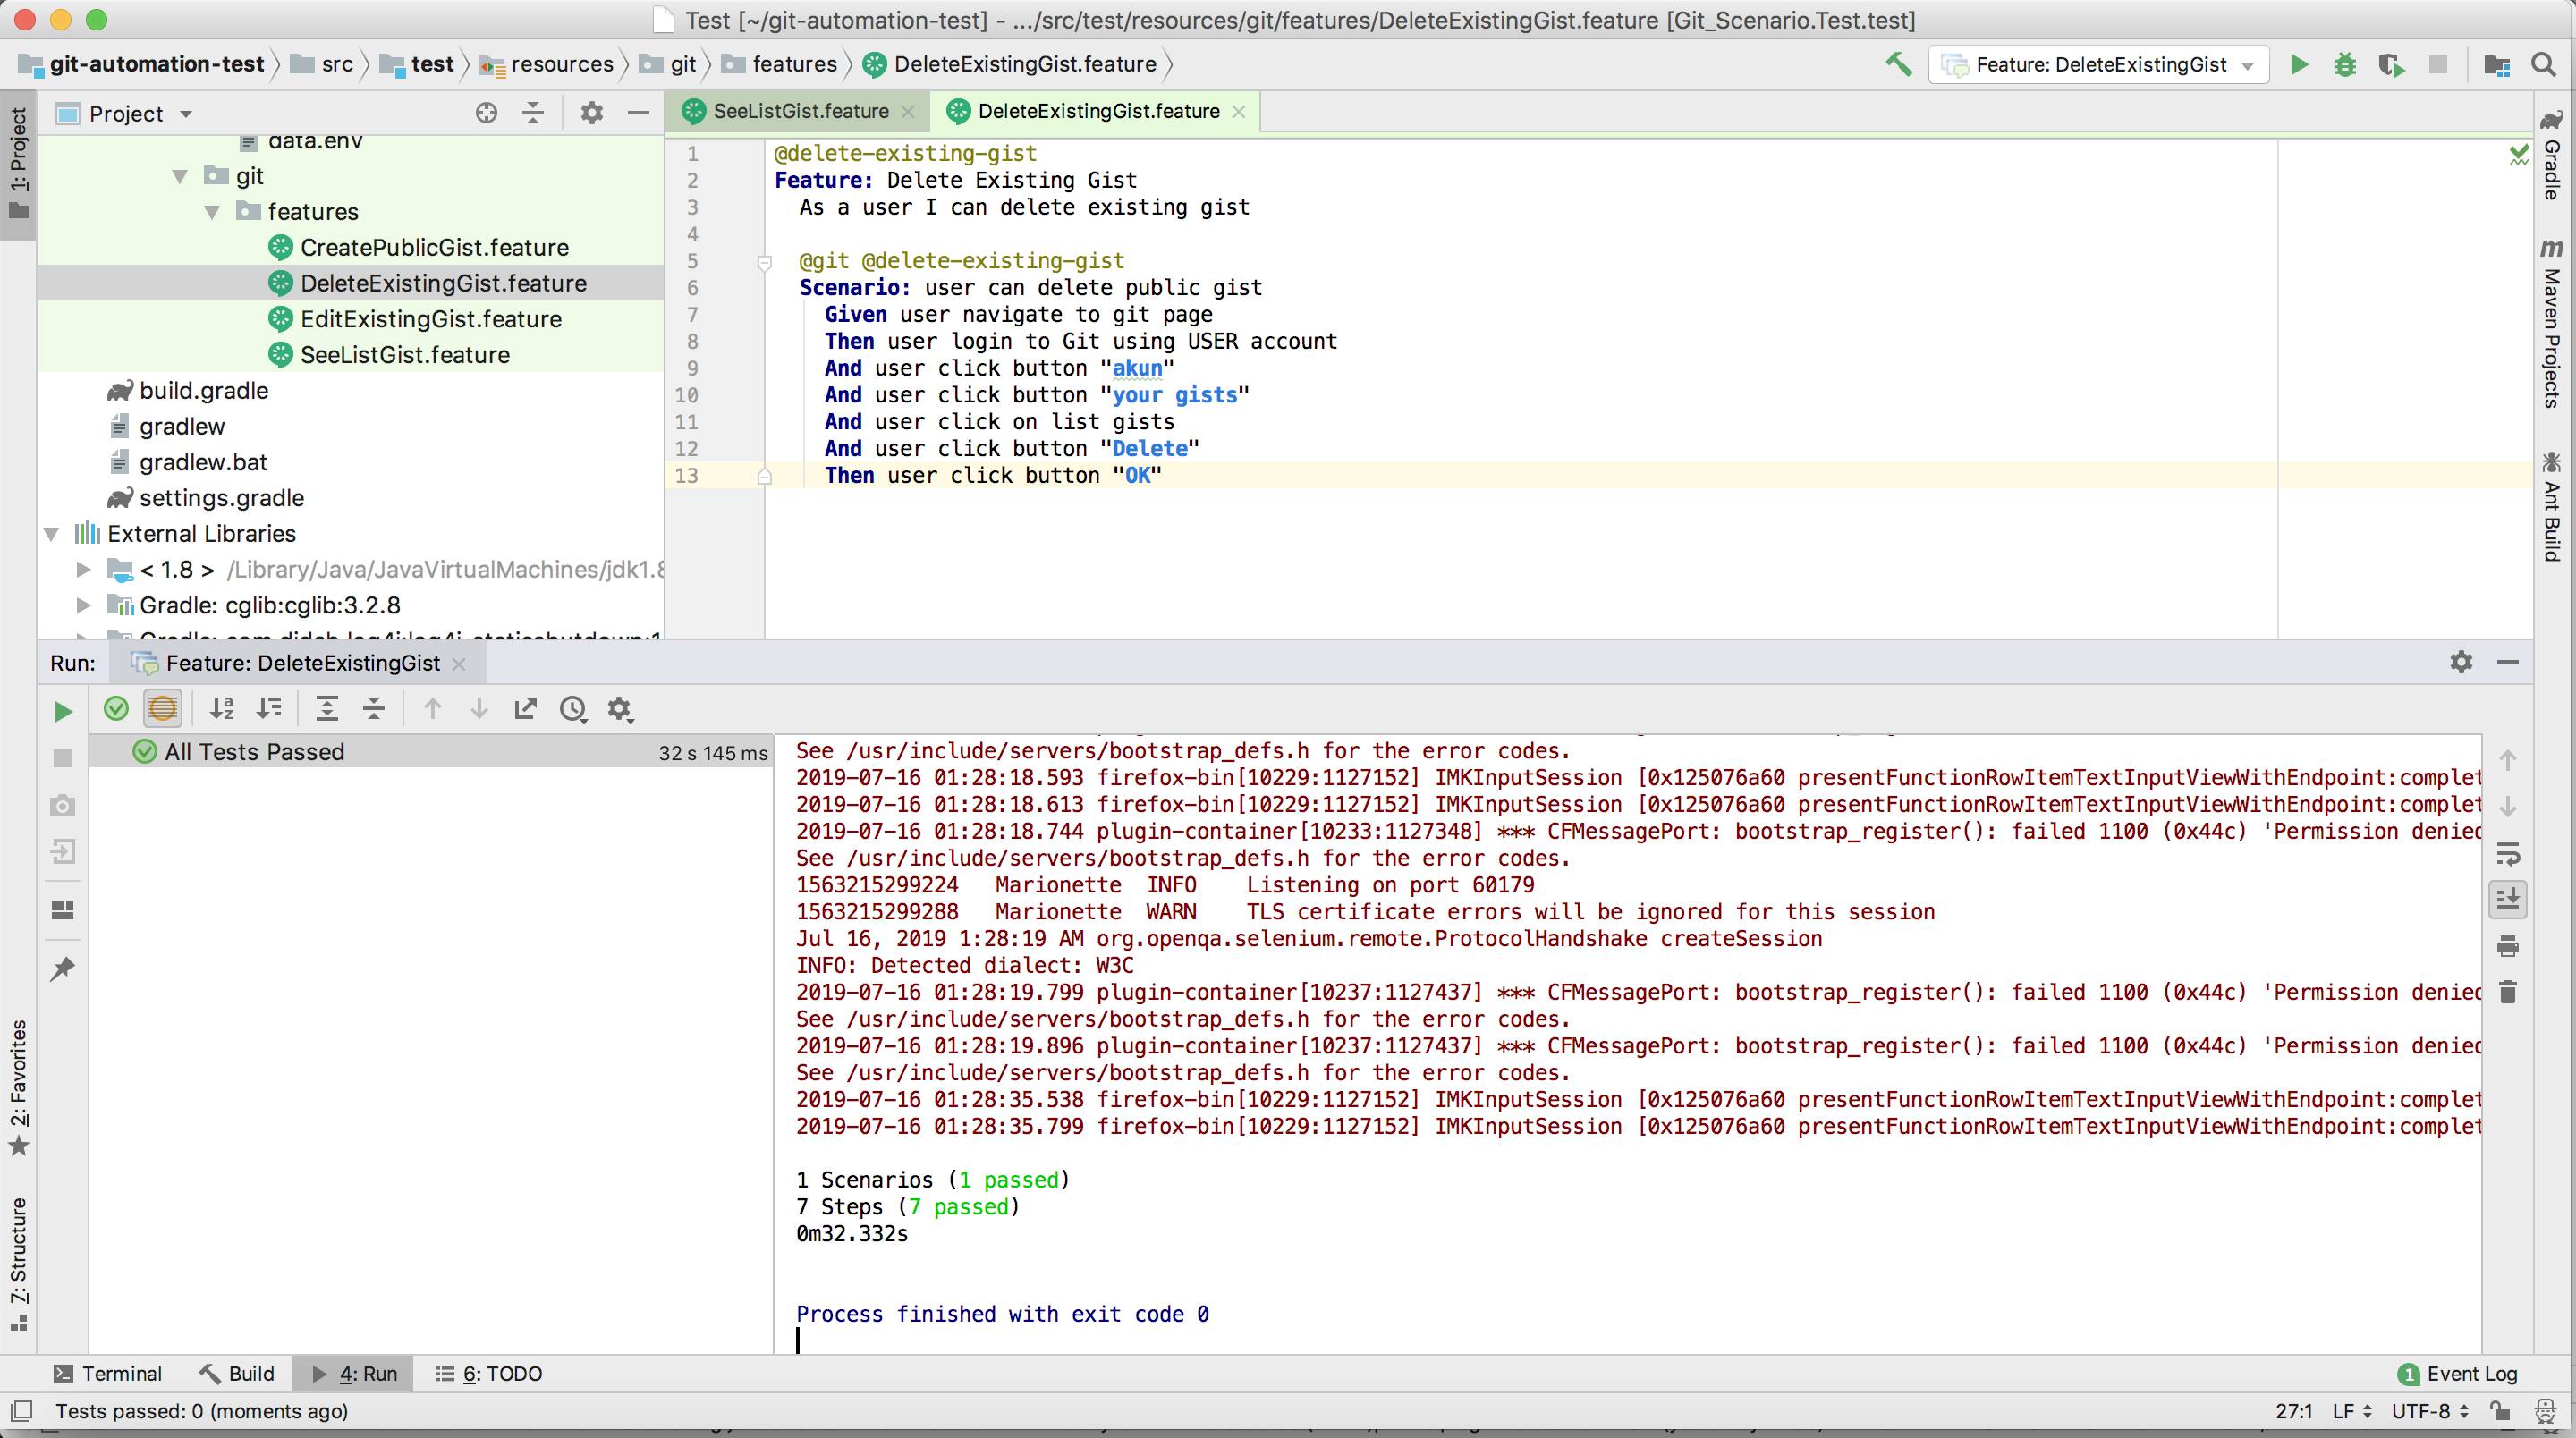 Test [~/git-automation-test] - .../src/test/resources/git/features/DeleteExistingGist.feature [Git_Scenario.Test.test]
git-automation-test src test resources git features DeleteExistingGist.feature
Feature: DeleteExistingGist
1: Project
Project
data.env
git
features
CreatePublicGist.feature
DeleteExistingGist.feature
EditExistingGist.feature
SeeListGist.feature
build.gradle
gradlew
gradlew.bat
settings.gradle
External Libraries
< 1.8 > /Library/Java/JavaVirtualMachines/jdk1.8
Gradle: cglib:cglib:3.2.8
SeeListGist.feature
DeleteExistingGist.feature
1 @delete-existing-gist
2 Feature: Delete Existing Gist
3 As a user I can delete existing gist
4
5 @git @delete-existing-gist
6 Scenario: user can delete public gist
7 Given user navigate to git page
8 Then user login to Git using USER account
9 And user click button "akun"
10 And user click button "your gists"
11 And user click on list gists
12 And user click button "Delete"
13 Then user click button "OK"
Gradle
m Maven Projects
Ant Build
Run: Feature: DeleteExistingGist
All Tests Passed 32 s 145 ms
See /usr/include/servers/bootstrap_defs.h for the error codes.
2019-07-16 01:28:18.593 firefox-bin[10229:1127152] IMKInputSession [0x125076a60 presentFunctionRowItemTextInputViewWithEndpoint:complet
2019-07-16 01:28:18.613 firefox-bin[10229:1127152] IMKInputSession [0x125076a60 presentFunctionRowItemTextInputViewWithEndpoint:complet
2019-07-16 01:28:18.744 plugin-container[10233:1127348] *** CFMessagePort: bootstrap_register(): failed 1100 (0x44c) 'Permission denied
See /usr/include/servers/bootstrap_defs.h for the error codes.
1563215299224 Marionette INFO Listening on port 60179
1563215299288 Marionette WARN TLS certificate errors will be ignored for this session
Jul 16, 2019 1:28:19 AM org.openqa.selenium.remote.ProtocolHandshake createSession
INFO: Detected dialect: W3C
2019-07-16 01:28:19.799 plugin-container[10237:1127437] *** CFMessagePort: bootstrap_register(): failed 1100 (0x44c) 'Permission denied
See /usr/include/servers/bootstrap_defs.h for the error codes.
2019-07-16 01:28:19.896 plugin-container[10237:1127437] *** CFMessagePort: bootstrap_register(): failed 1100 (0x44c) 'Permission denied
See /usr/include/servers/bootstrap_defs.h for the error codes.
2019-07-16 01:28:35.538 firefox-bin[10229:1127152] IMKInputSession [0x125076a60 presentFunctionRowItemTextInputViewWithEndpoint:complet
2019-07-16 01:28:35.799 firefox-bin[10229:1127152] IMKInputSession [0x125076a60 presentFunctionRowItemTextInputViewWithEndpoint:complet
1 Scenarios (1 passed)
7 Steps (7 passed)
0m32.332s
Process finished with exit code 0
2: Favorites
7: Structure
Terminal Build 4: Run 6: TODO
1 Event Log
Tests passed: 0 (moments ago)
27:1 LF UTF-8